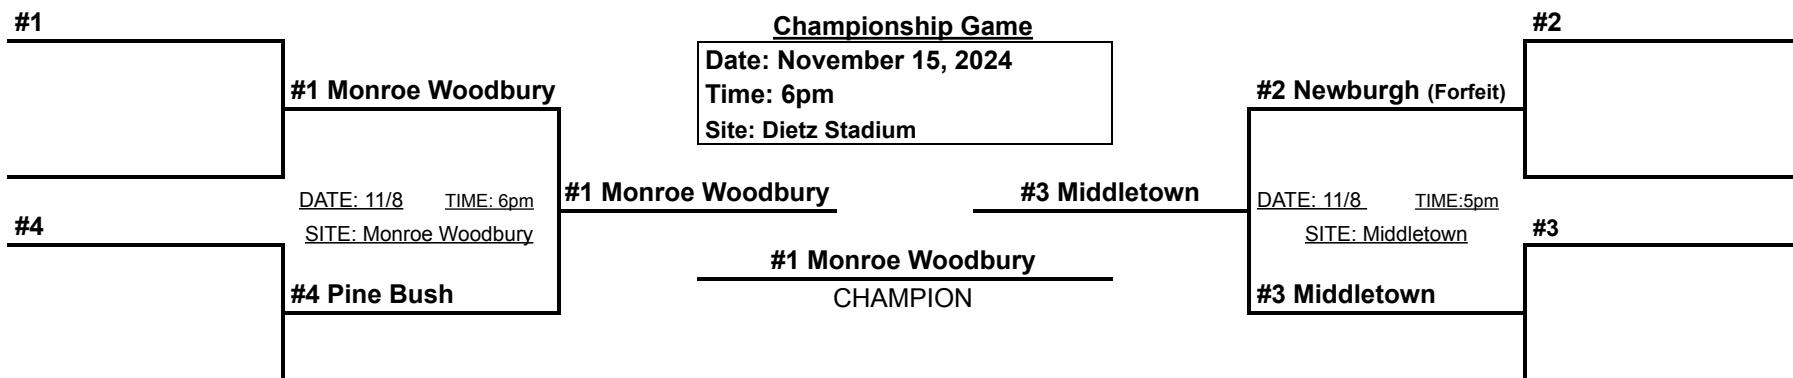 #1
Championship Game
#2
Date: November 15, 2024
#1 Monroe Woodbury
Time: 6pm
#2 Newburgh (Forfeit)
Site: Dietz Stadium
#1 Monroe Woodbury
#3 Middletown
DATE: 11/8 TIME: 6pm
DATE: 11/8 TIME:5pm
#4
SITE: Monroe Woodbury
SITE: Middletown
#3
#1 Monroe Woodbury
CHAMPION
#4 Pine Bush
#3 Middletown